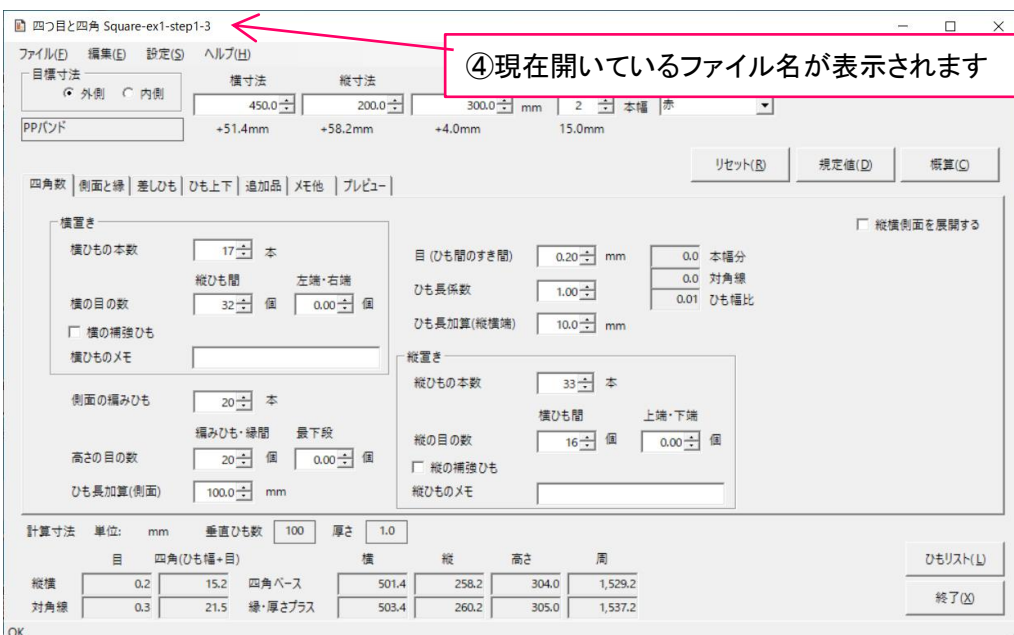 四つ目と四角 Square-ex1-step1-3
④現在開いているファイル名が表示されます
ファイル(F) 編集(E) 設定(S) ヘルプ(H)
目標寸法
外側 内側
横寸法 縦寸法
450.0 200.0 300.0 mm 2 本幅 赤
PPバンド +51.4mm +58.2mm +4.0mm 15.0mm
リセット(R) 規定値(D) 概算(C)
四角数 側面と縁 差しひも ひも上下 追加品 メモ他 プレビュー
縦横側面を展開する
横置き
横ひもの本数 17 本
縦ひも間 左端・右端
横の目の数 32 個 0.00 個
横の補強ひも
横ひものメモ
目(ひも間のすき間) 0.20 mm 0.0 本幅分
0.0 対角線
ひも長係数 1.00 0.01 ひも幅比
ひも長加算(縦横端) 10.0 mm
側面の編みひも 20 本
編みひも・縁間 最下段
高さの目の数 20 個 0.00 個
ひも長加算(側面) 100.0 mm
縦置き
縦ひもの本数 33 本
横ひも間 上端・下端
縦の目の数 16 個 0.00 個
縦の補強ひも
縦ひものメモ
計算寸法 単位: mm 垂直ひも数 100 厚さ 1.0
目 四角(ひも幅+目) 横 縦 高さ 周
縦横 0.2 15.2 四角ベース 501.4 258.2 304.0 1,529.2
対角線 0.3 21.5 縁・厚さプラス 503.4 260.2 305.0 1,537.2
ひもリスト(L)
終了(X)
OK